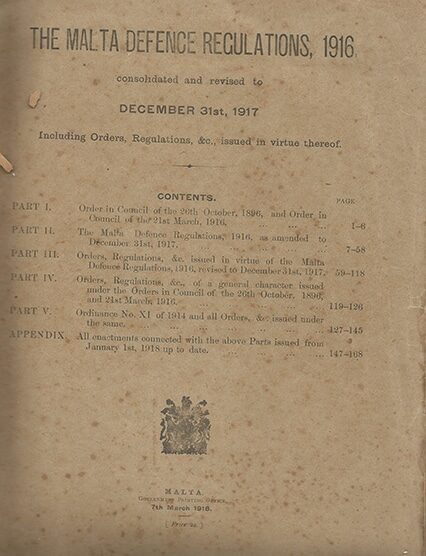 THE MALTA DEFENCE REGULATIONS, 1916
consolidated and revised to
DECEMBER 31st, 1917
Including Orders, Regulations, &c., issued in virtue thereof.
CONTENTS.
PAGE
PART I. Order in Council of the 26th October, 1896, and Order in
Council of the 21st March, 1916. ... ... ... 1–6
PART II. The Malta Defence Regulations, 1916, as amended to
December 31st, 1917. ... ... ... 7–58
PART III: Orders, Regulations, &c. issued in virtue of the Malta
Defence Regulations, 1916, revised to December 31st, 1917. 59–118
PART IV. Orders, Regulations, &c., of a general character issued
under the Orders in Council of the 26th October, 1896,
and 21st March, 1916. ... ... ... ... 119–126
PART V. Ordinance No. XI of 1914 and all Orders, &c. issued under
the same. ... ... ... ... 127–145
APPENDIX All enactments connected with the above Parts issued from
January 1st, 1918 up to date. ... ... ... 147–168
MALTA.
Government Printing Office,
7th March 1918.
( Price 2s. )